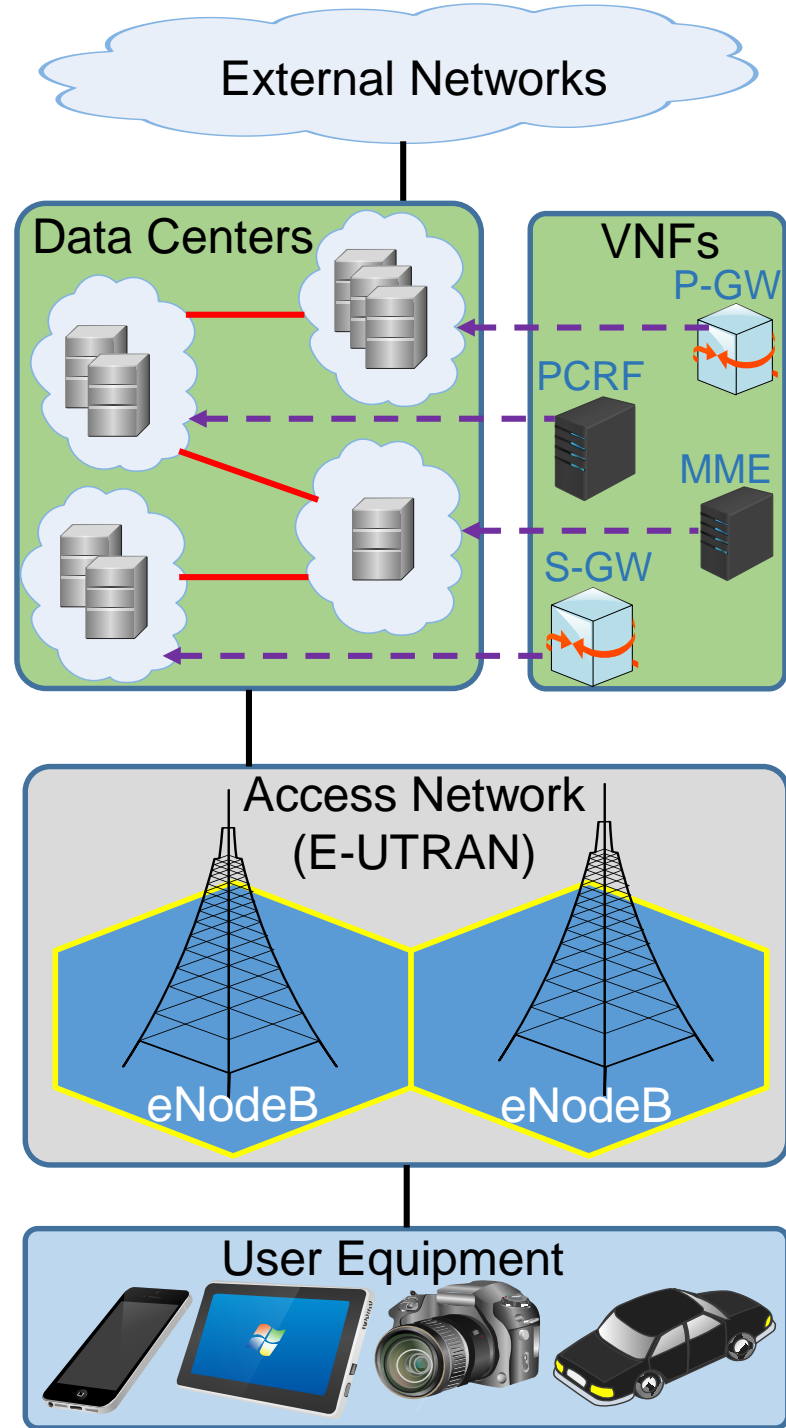 External Networks
Data Centers
VNFs
P-GW
PCRF
MME
S-GW
Access Network
(E-UTRAN)
eNodeB
eNodeB
User Equipment